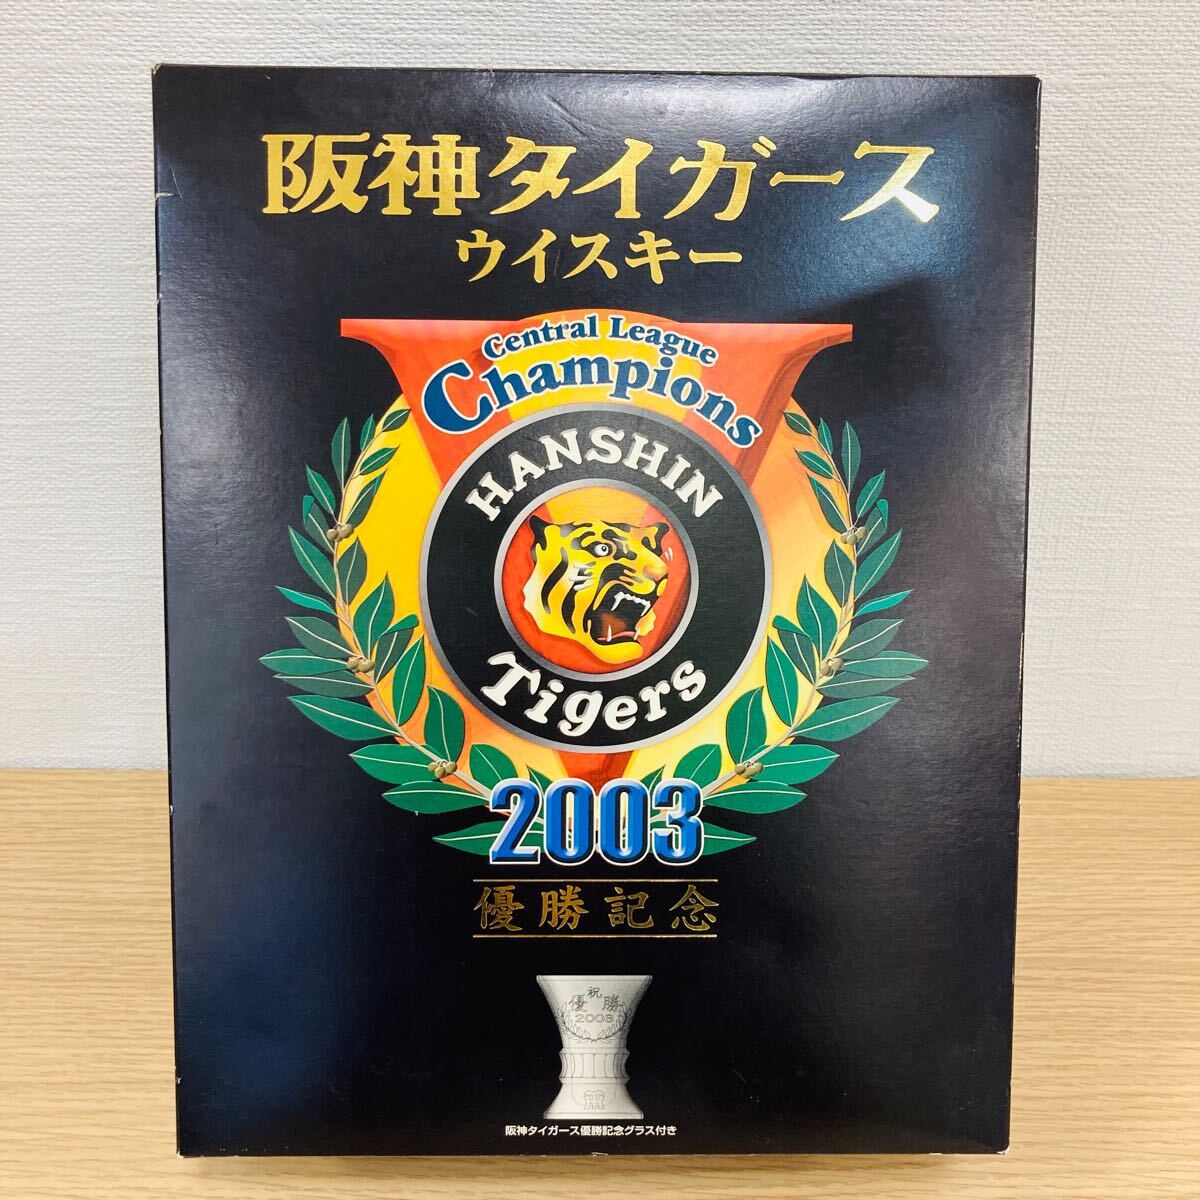 阪神タイガース
ウイスキー
Central League
Champions
HANSHIN
Tigers
2003
優勝記念
祝
優勝
2003
阪神タイガース優勝記念グラス付き